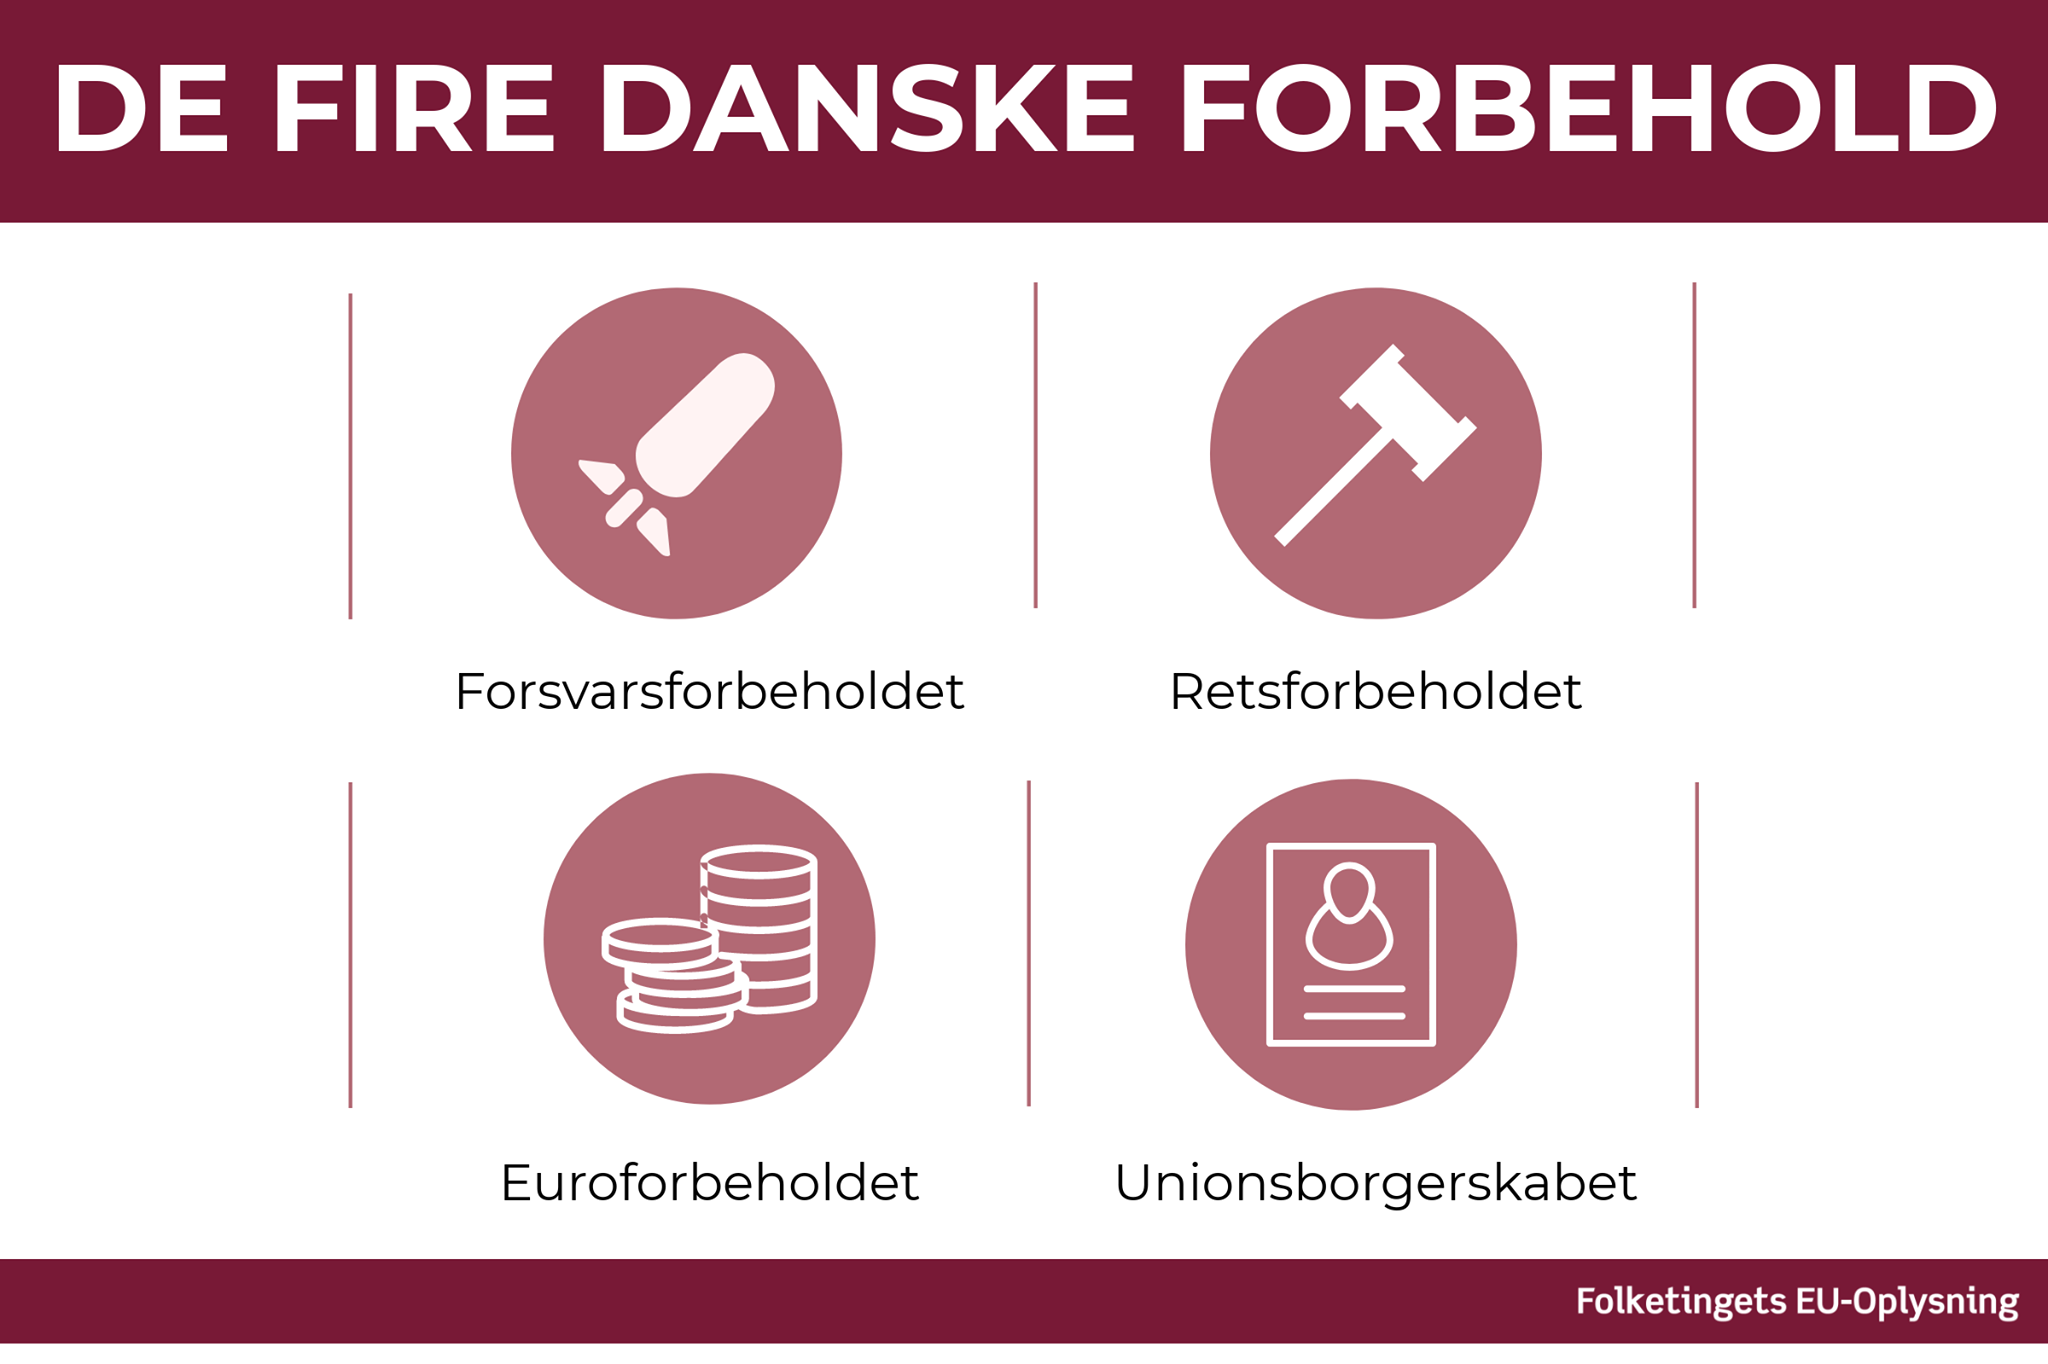 DE FIRE DANSKE FORBEHOLD
Forsvarsforbeholdet
Retsforbeholdet
Euroforbeholdet
Unionsborgerskabet
Folketingets EU-Oplysning